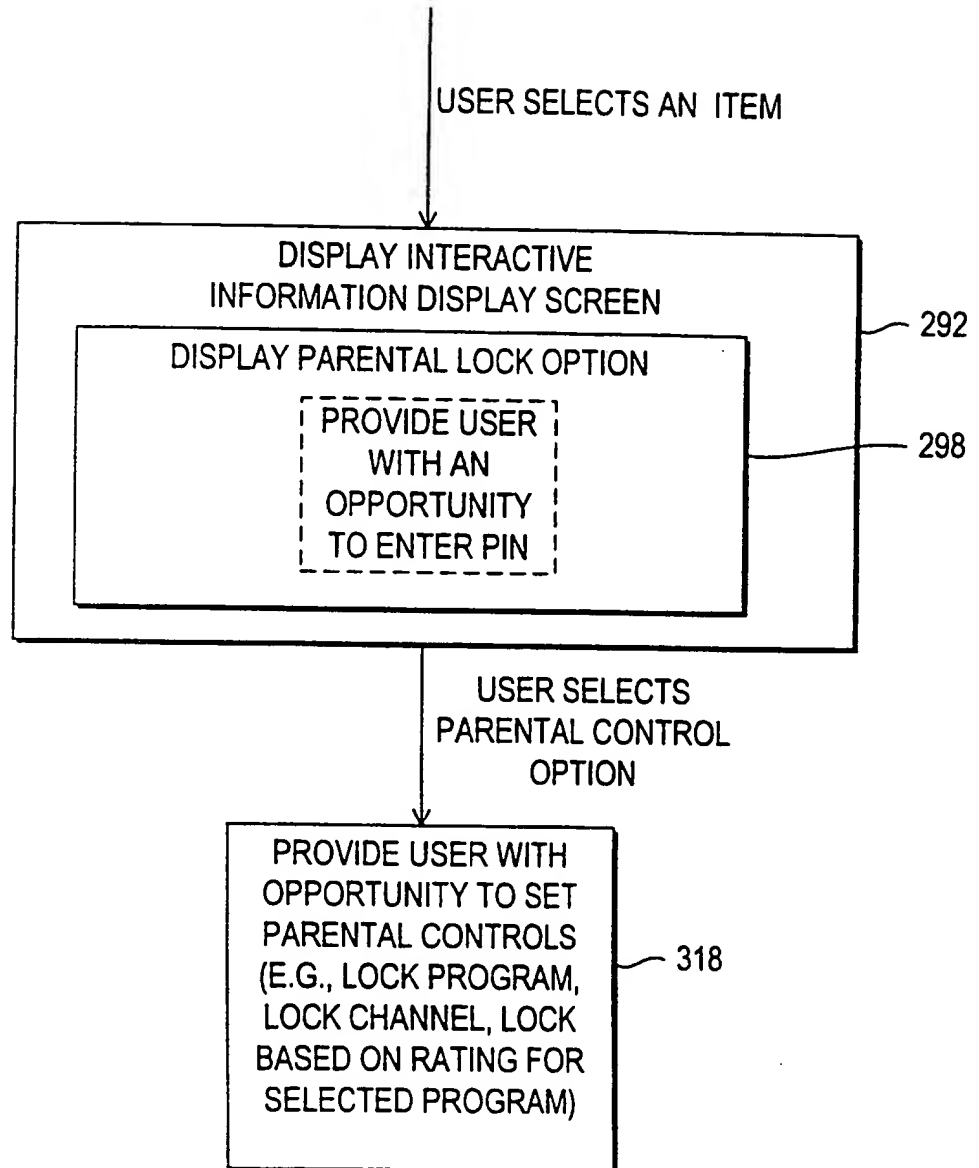 USER SELECTS AN ITEM
DISPLAY INTERACTIVE
INFORMATION DISPLAY SCREEN
292
DISPLAY PARENTAL LOCK OPTION
PROVIDE USER
WITH AN
OPPORTUNITY
TO ENTER PIN
298
USER SELECTS
PARENTAL CONTROL
OPTION
PROVIDE USER WITH
OPPORTUNITY TO SET
PARENTAL CONTROLS
(E.G., LOCK PROGRAM,
LOCK CHANNEL, LOCK
BASED ON RATING FOR
SELECTED PROGRAM)
318